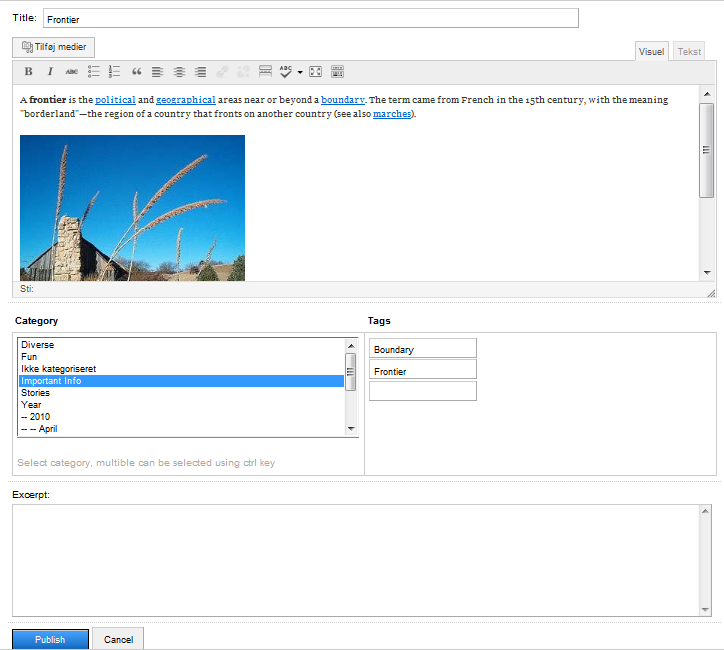 Title: Frontier
Tilføj medier
Visuel Tekst
B I ABC ABC
A frontier is the political and geographical areas near or beyond a boundary. The term came from French in the 15th century, with the meaning
"borderland"—the region of a country that fronts on another country (see also marches).
Sti:
Category Tags
Diverse
Fun
Ikke kategoriseret
Important Info
Stories
Year
-- 2010
-- -- April
Boundary
Frontier
Select category, multible can be selected using ctrl key
Excerpt:
Publish Cancel